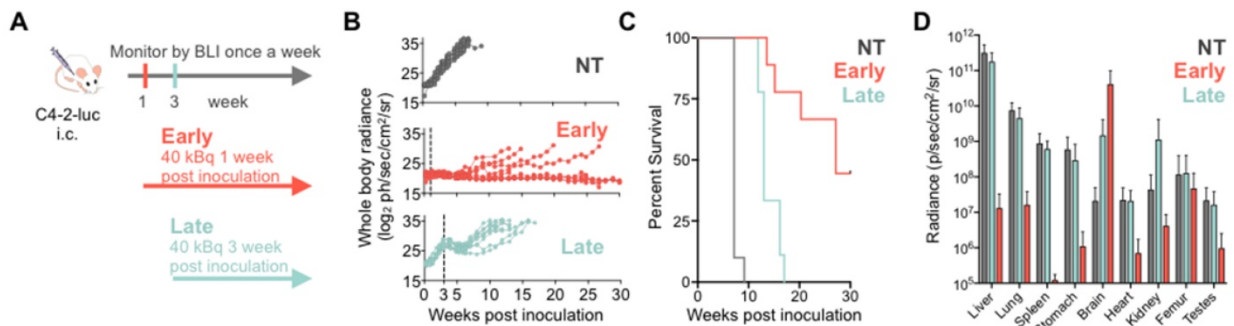 A
Monitor by BLI once a week
1 3 week
C4-2-luc
i.c.
Early
40 kBq 1 week
post inoculation
Late
40 kBq 3 week
post inoculation
B
Whole body radiance
(log2 ph/sec/cm²/sr)
35
25
15
NT
35
25
15
Early
35
25
15
Late
0 3 5 10 15 20 25 30
Weeks post inoculation
C
Percent Survival
100
75
50
25
0
NT
Early
Late
0 10 20 30
Weeks post inoculation
D
Radiance (p/sec/cm²/sr)
10¹²
10¹¹
10¹⁰
10⁹
10⁸
10⁷
10⁶
10⁵
NT
Early
Late
Liver
Lung
Spleen
Stomach
Brain
Heart
Kidney
Femur
Testes